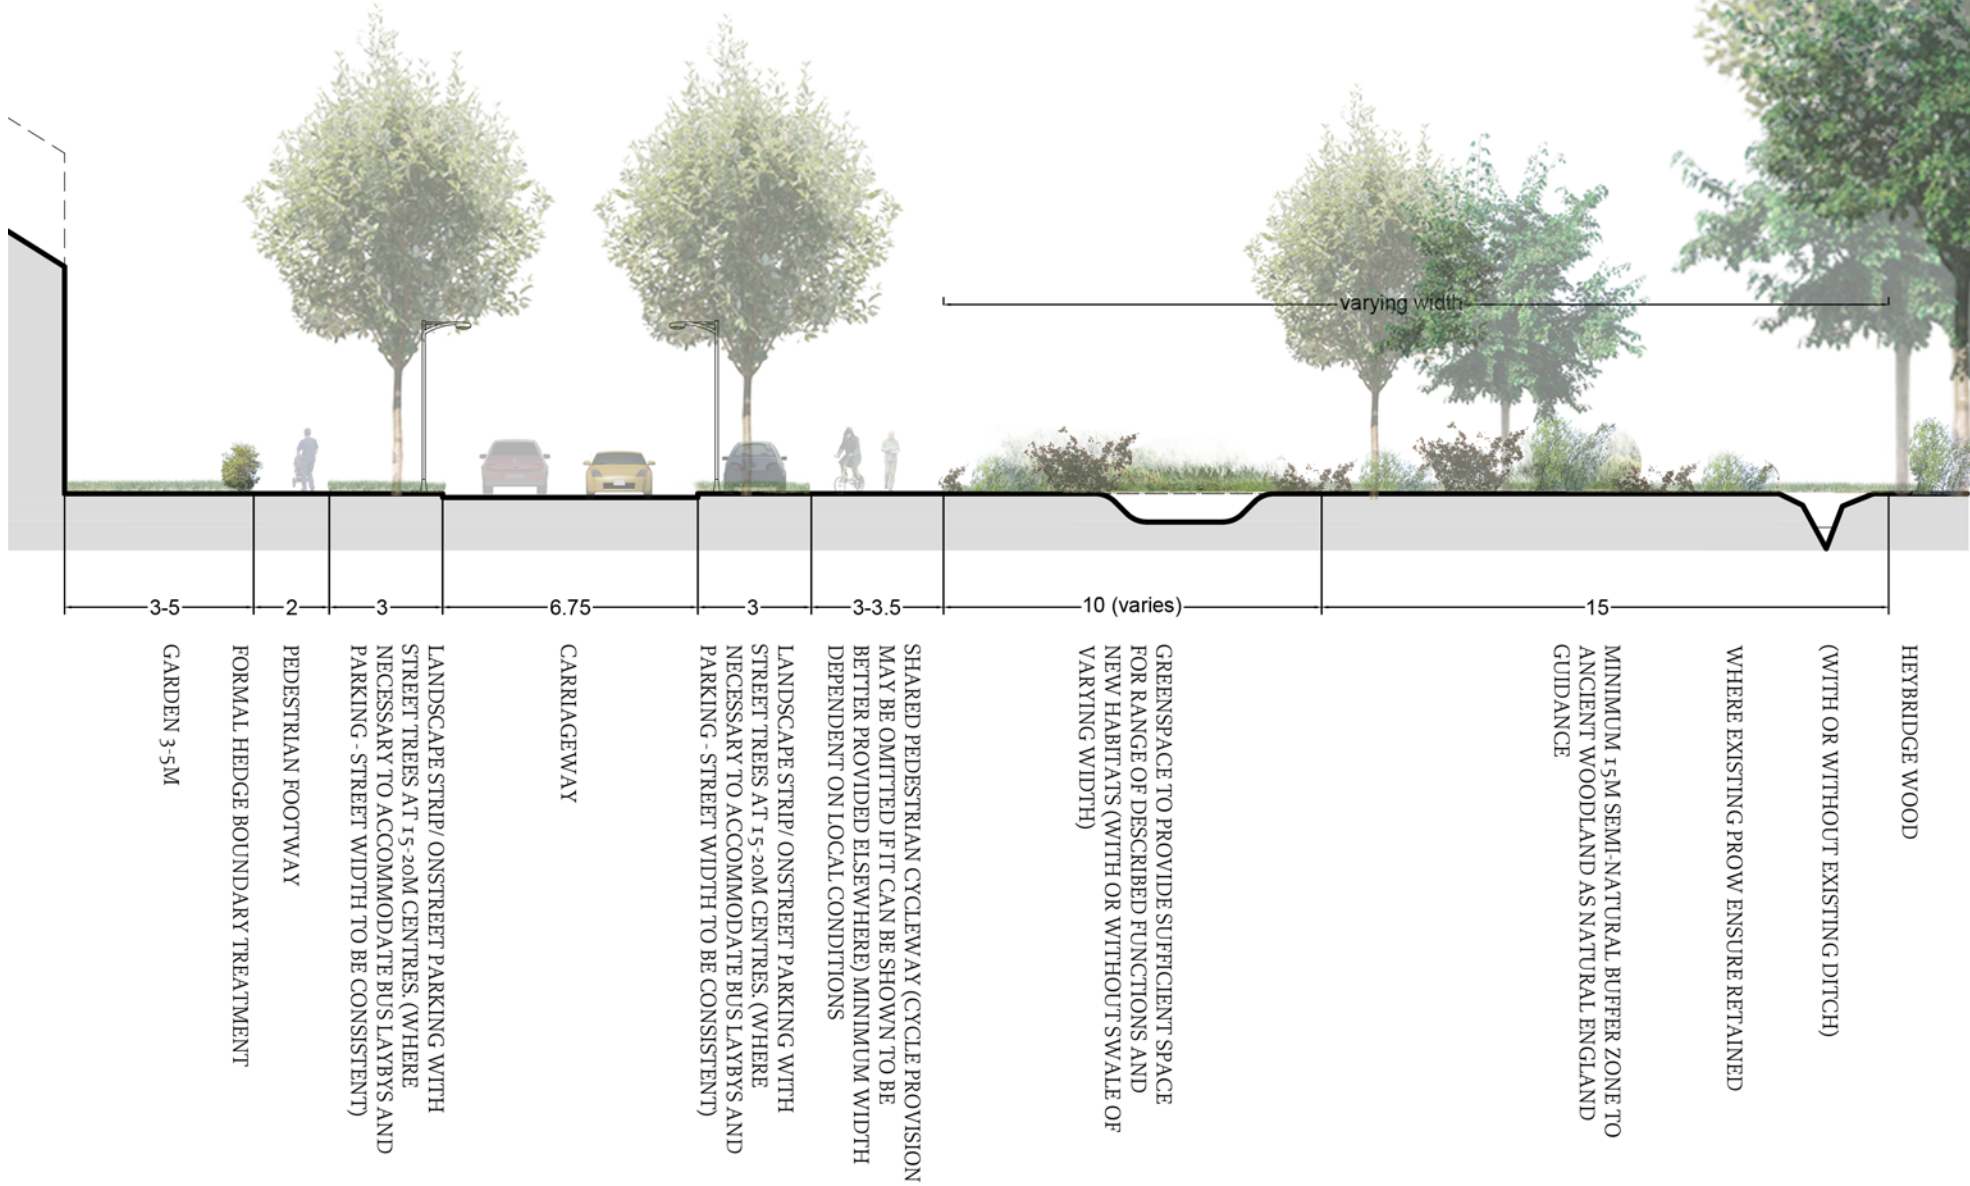 varying width
3-5
2
3
6.75
3
3-3.5
10 (varies)
15
GARDEN 3-5M
FORMAL HEDGE BOUNDARY TREATMENT
PEDESTRIAN FOOTWAY
LANDSCAPE STRIP/ ONSTREET PARKING WITH
STREET TREES AT 15-20M CENTRES. (WHERE
NECESSARY TO ACCOMMODATE BUS LAYBYS AND
PARKING - STREET WIDTH TO BE CONSISTENT)
CARRIAGEWAY
LANDSCAPE STRIP/ ONSTREET PARKING WITH
STREET TREES AT 15-20M CENTRES. (WHERE
NECESSARY TO ACCOMMODATE BUS LAYBYS AND
PARKING - STREET WIDTH TO BE CONSISTENT)
SHARED PEDESTRIAN CYCLEWAY (CYCLE PROVISION
MAY BE OMITTED IF IT CAN BE SHOWN TO BE
BETTER PROVIDED ELSEWHERE) MINIMUM WIDTH
DEPENDENT ON LOCAL CONDITIONS
GREENSPACE TO PROVIDE SUFFICIENT SPACE
FOR RANGE OF DESCRIBED FUNCTIONS AND
NEW HABITATS (WITH OR WITHOUT SWALE OF
VARYING WIDTH)
MINIMUM 15M SEMI-NATURAL BUFFER ZONE TO
ANCIENT WOODLAND AS NATURAL ENGLAND
GUIDANCE
WHERE EXISTING PROW ENSURE RETAINED
(WITH OR WITHOUT EXISTING DITCH)
HEYBRIDGE WOOD